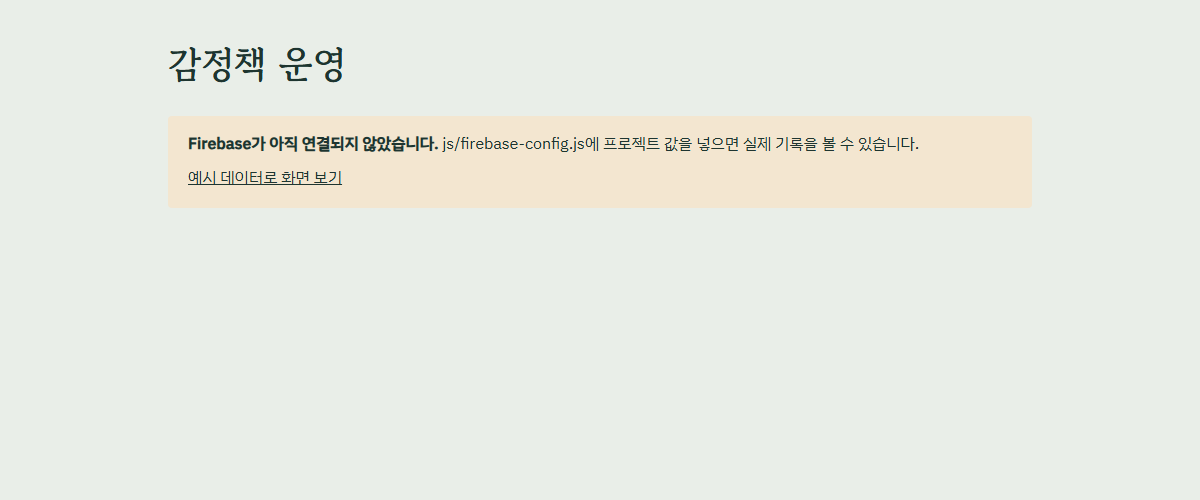 감정책 운영
Firebase가 아직 연결되지 않았습니다. js/firebase-config.js에 프로젝트 값을 넣으면 실제 기록을 볼 수 있습니다.
예시 데이터로 화면 보기